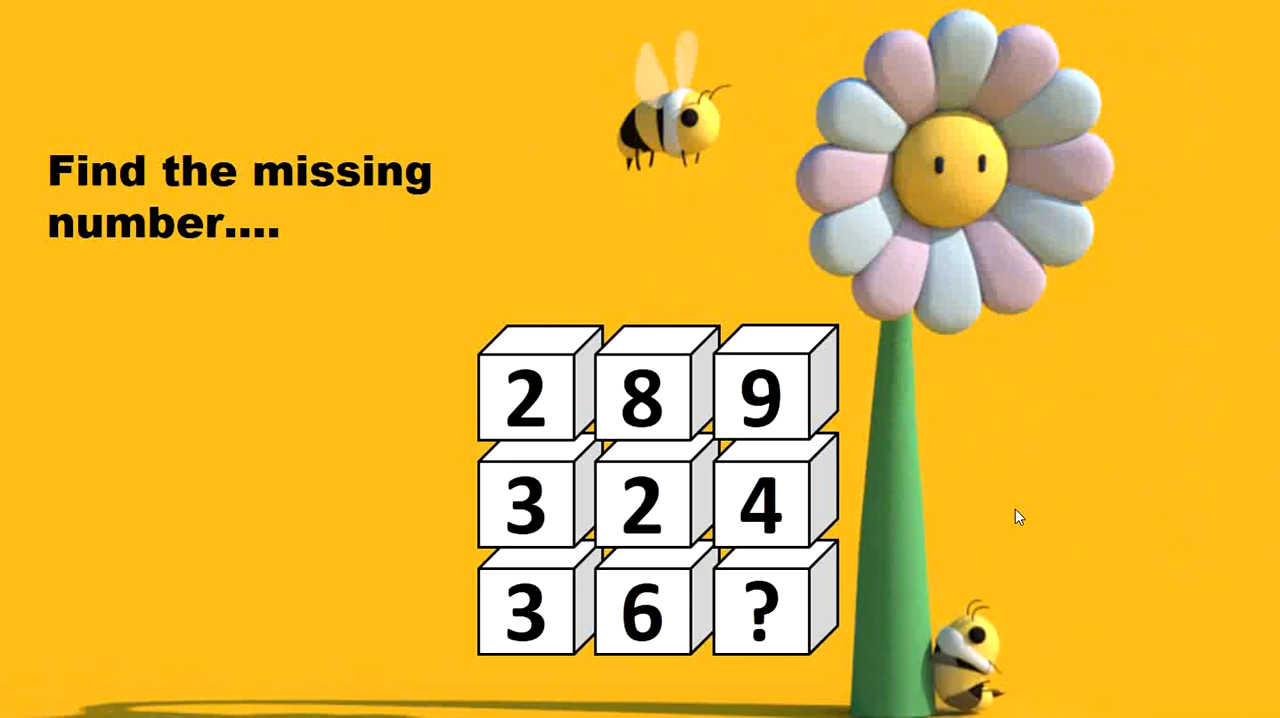 Find the missing
number....
2 8 9
3 2 4
3 6 ?